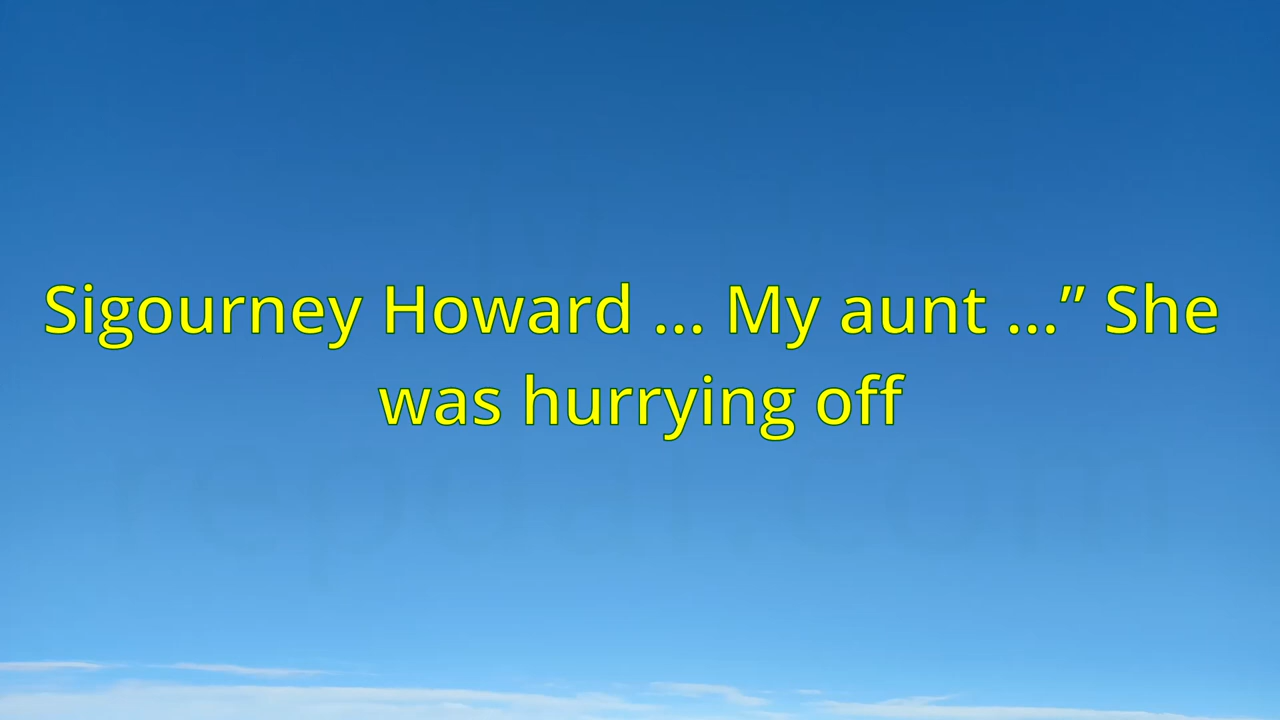 Sigourney Howard ... My aunt ...” She
was hurrying off